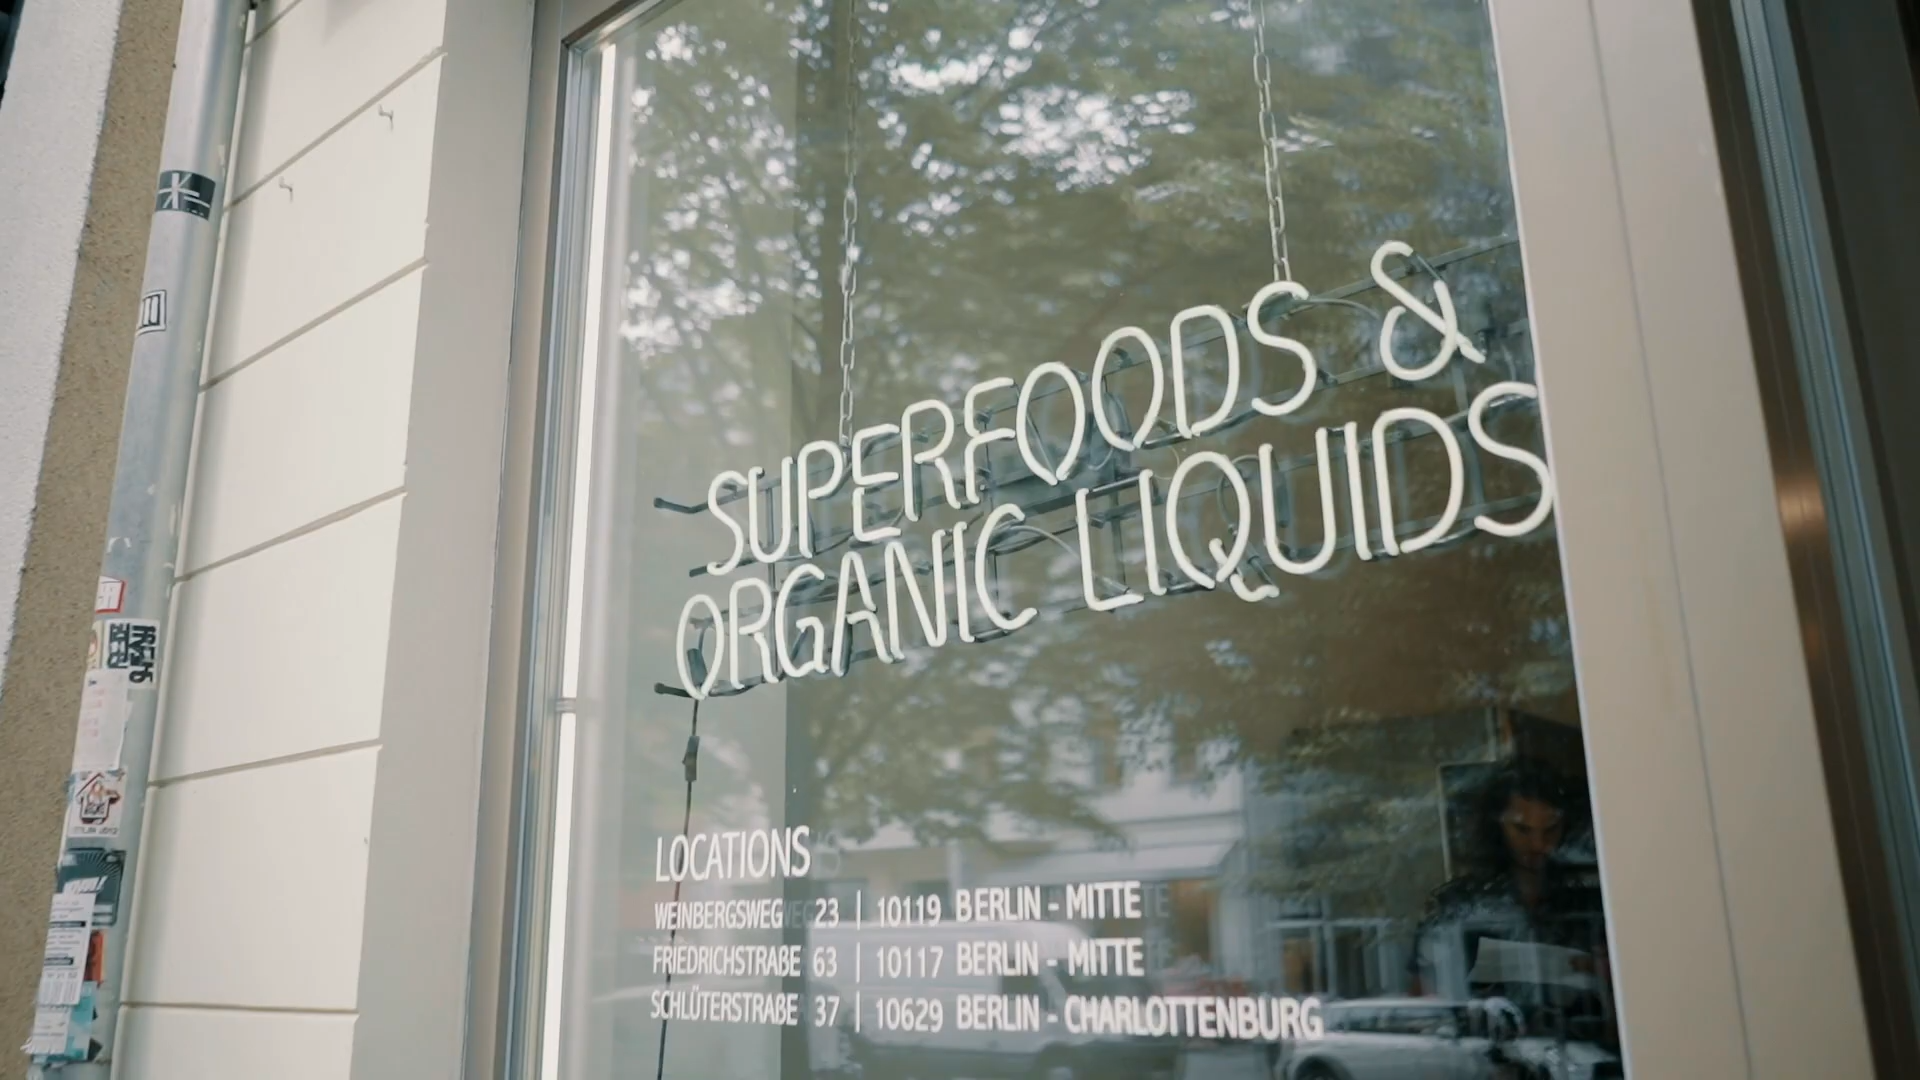 SUPERFOODS &
ORGANIC LIQUIDS
LOCATIONS
WEINBERGSWEG 23 | 10119 BERLIN - MITTE
FRIEDRICHSTRAßE 63 | 10117 BERLIN - MITTE
SCHLÜTERSTRAßE 37 | 10629 BERLIN - CHARLOTTENBURG